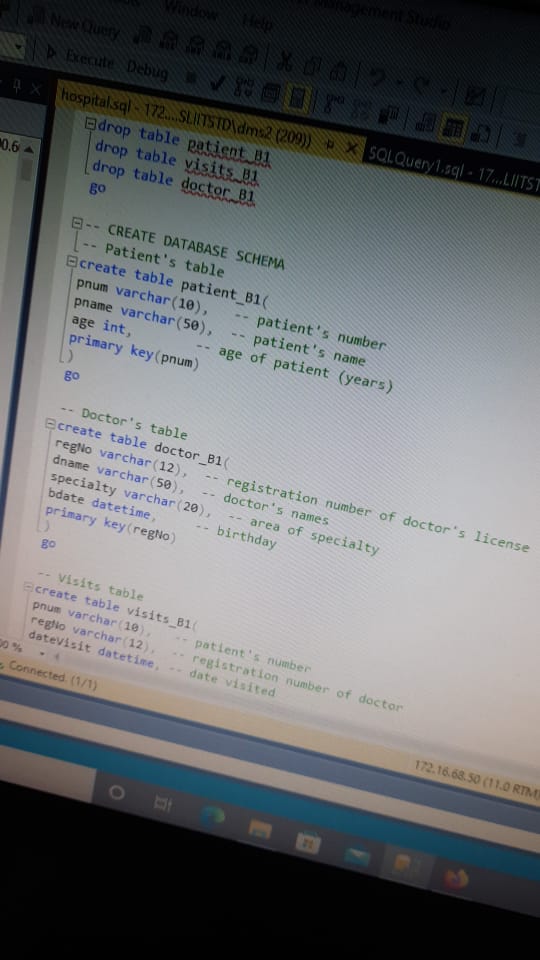 Management Studio
Window Help
New Query
Execute Debug
hospital.sql - 172....SLIITSTD\dms2 (209))
SQLQuery1.sql - 17...LIITST
00.6
drop table patient_B1
drop table visits_B1
drop table doctor_B1
go
-- CREATE DATABASE SCHEMA
-- Patient's table
create table patient_B1(
pnum varchar(10), -- patient's number
pname varchar(50), -- patient's name
age int, -- age of patient (years)
primary key(pnum)
)
go
-- Doctor's table
create table doctor_B1(
regNo varchar(12), -- registration number of doctor's license
dname varchar(50), -- doctor's names
specialty varchar(20), -- area of specialty
bdate datetime, -- birthday
primary key(regNo)
)
go
-- Visits table
create table visits_B1(
pnum varchar(10), -- patient's number
regNo varchar(12), -- registration number of doctor
dateVisit datetime, -- date visited
00 %
Connected. (1/1)
172.16.68.50 (11.0 RTM)